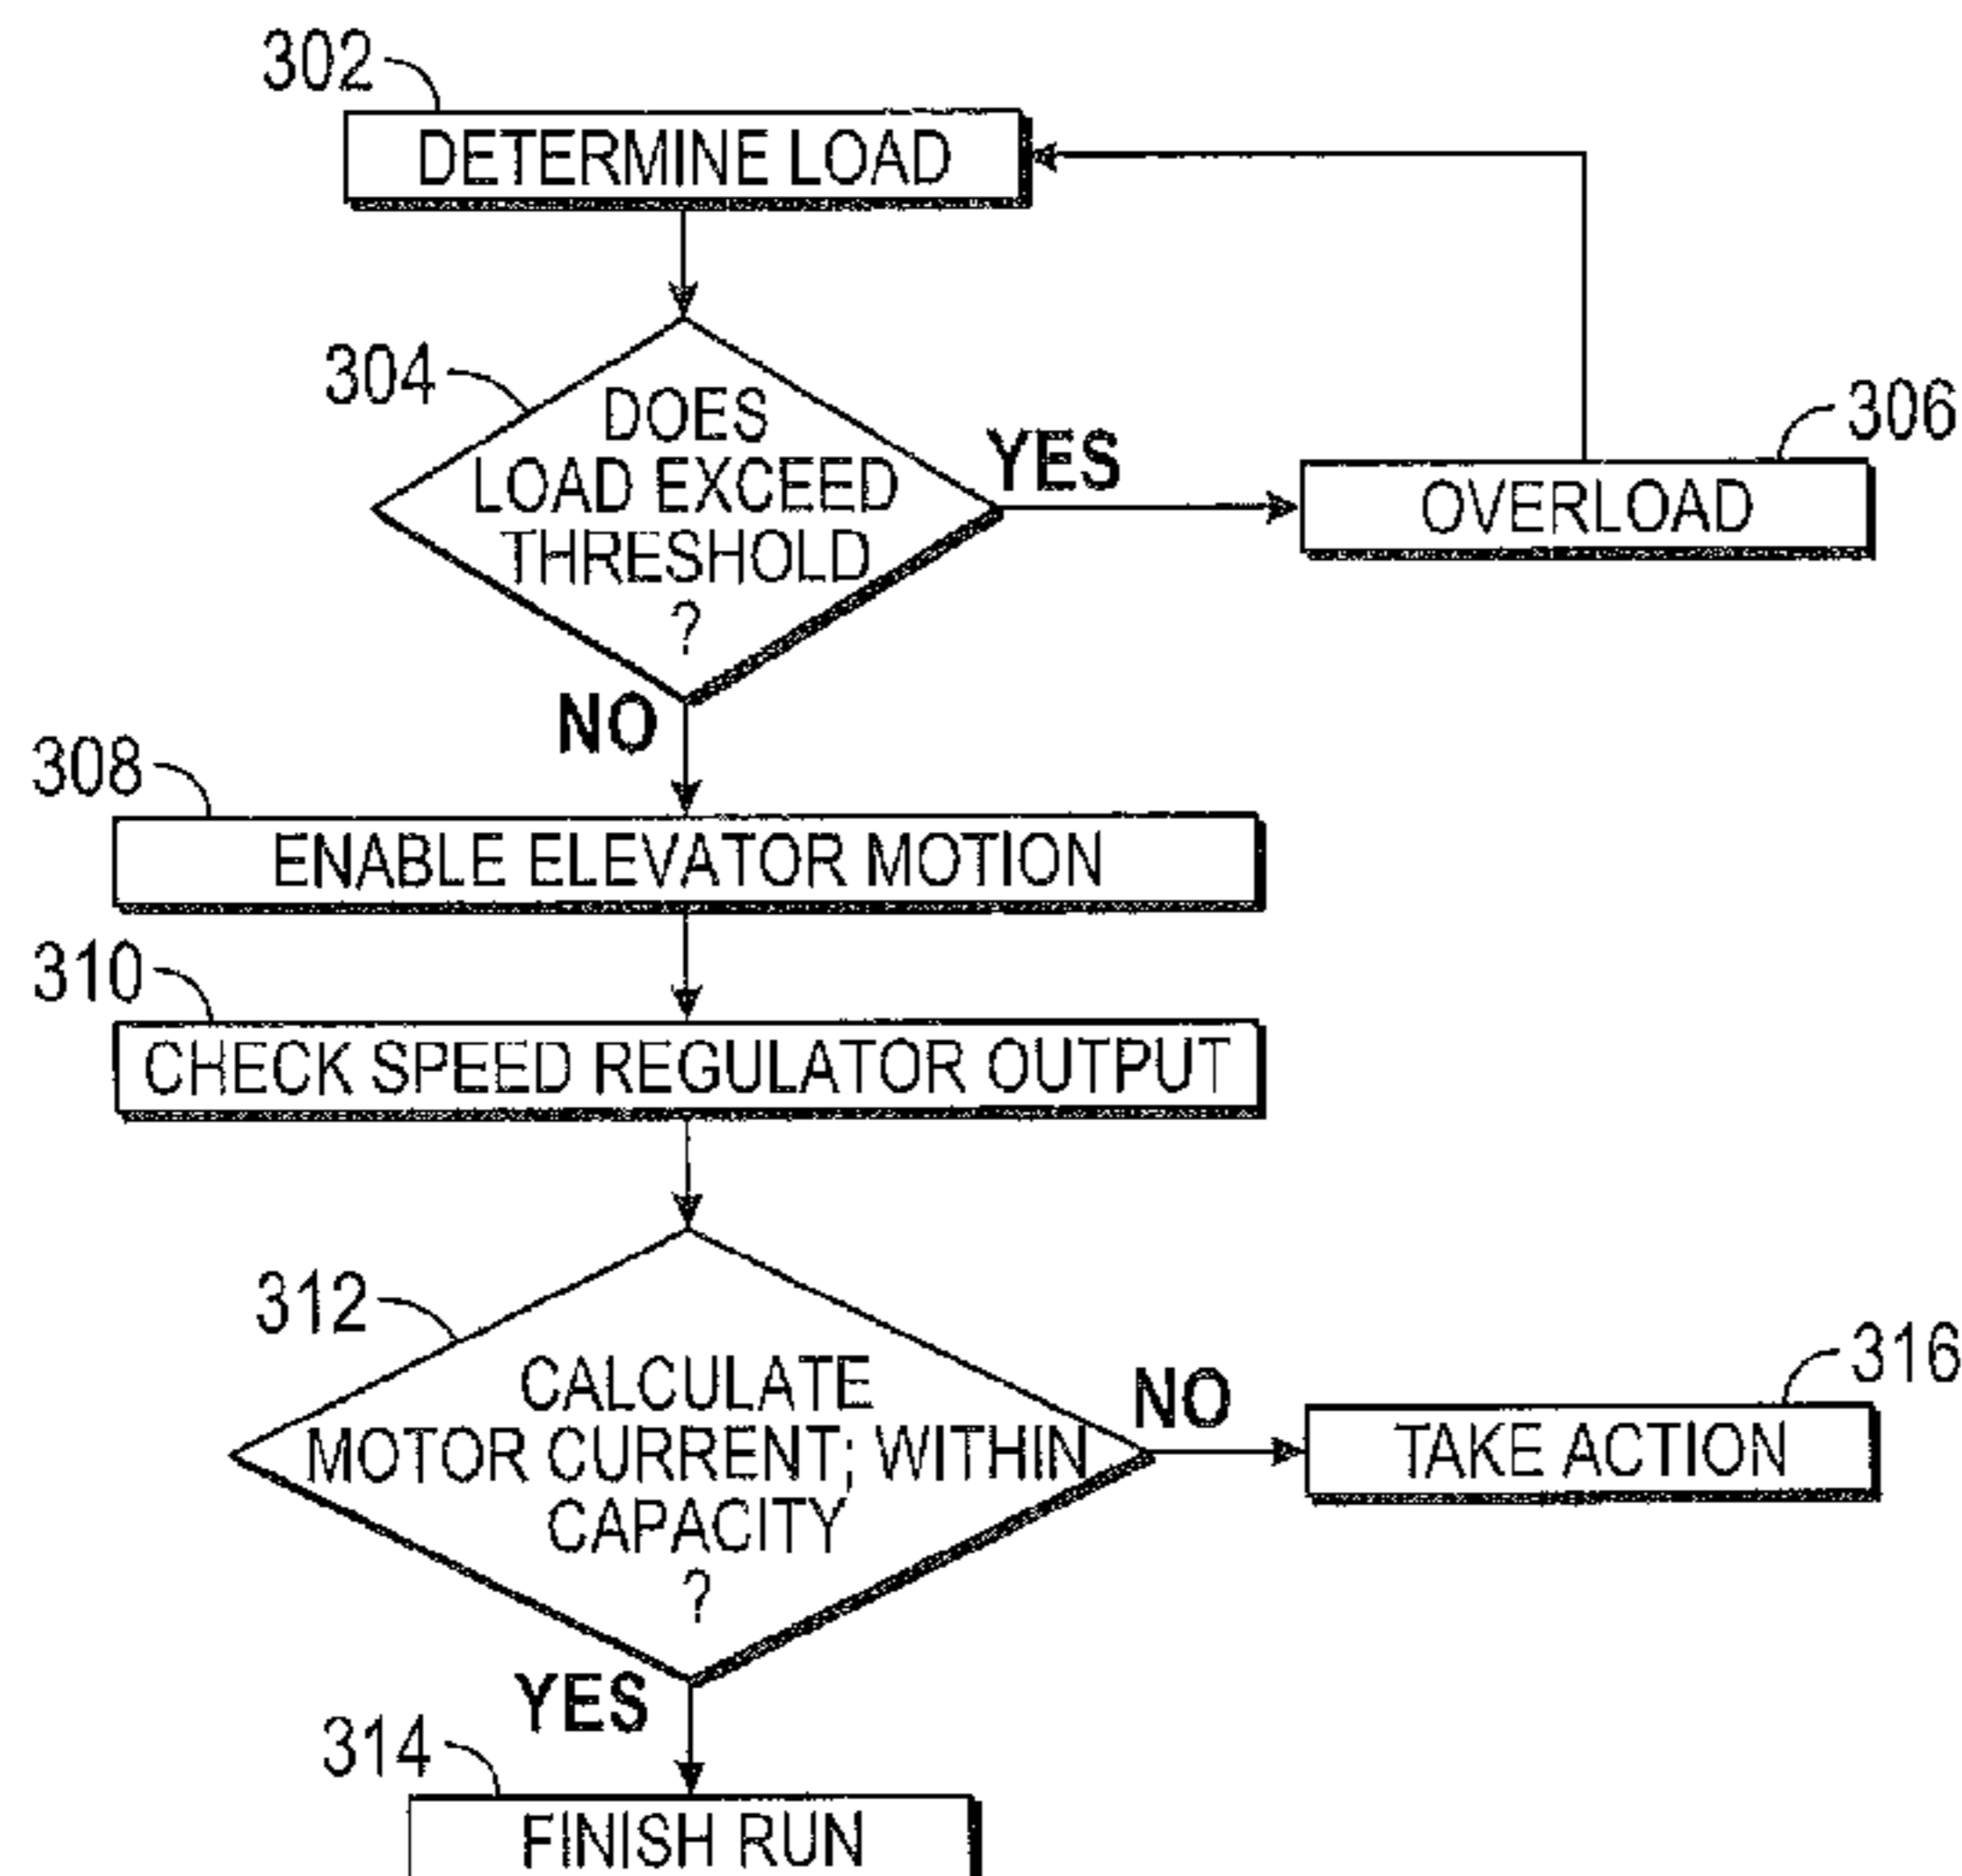 302
DETERMINE LOAD
304
DOES
LOAD EXCEED
THRESHOLD
?
YES
306
OVERLOAD
NO
308
ENABLE ELEVATOR MOTION
310
CHECK SPEED REGULATOR OUTPUT
312
CALCULATE
MOTOR CURRENT; WITHIN
CAPACITY
?
NO
316
TAKE ACTION
YES
314
FINISH RUN